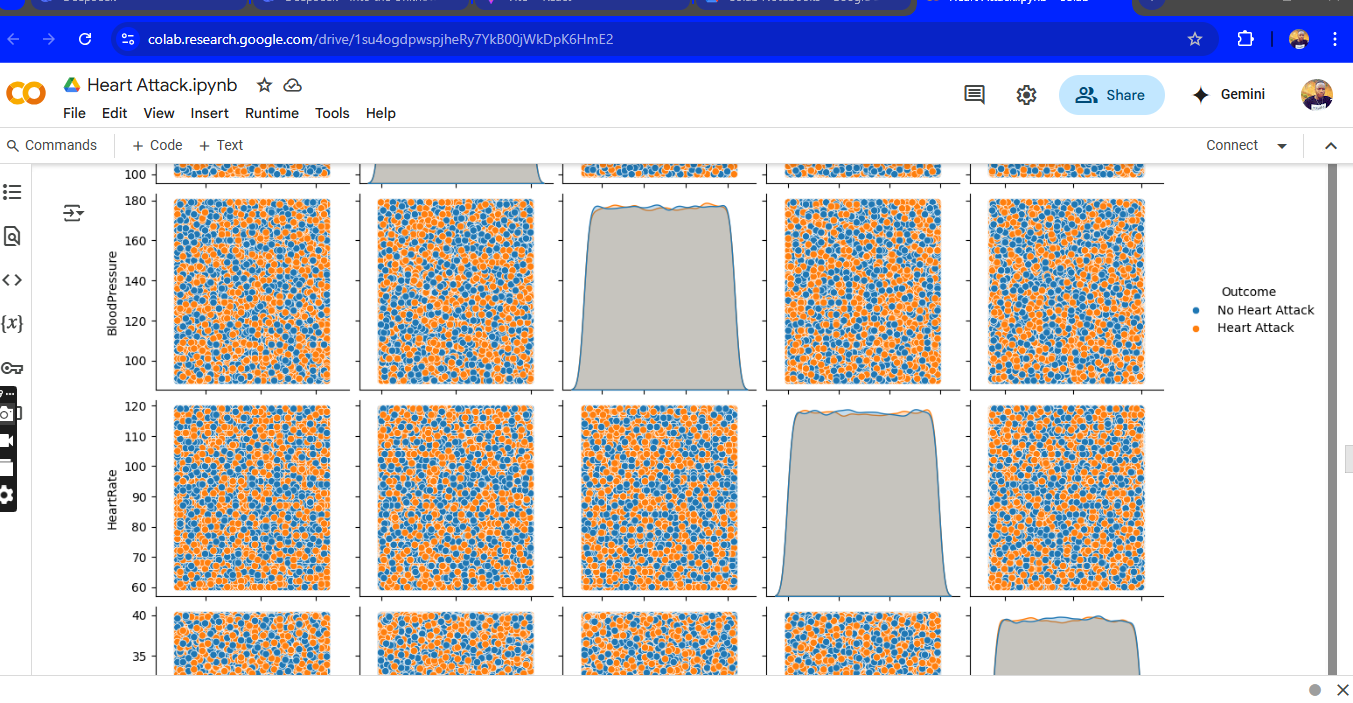 colab.research.google.com/drive/1su4ogdpwspjheRy7YkB00jWkDpK6HmE2
Heart Attack.ipynb
File Edit View Insert Runtime Tools Help
Share
Gemini
Commands
+ Code + Text
Connect
100
180
160
140
120
100
BloodPressure
Outcome
No Heart Attack
Heart Attack
120
110
100
90
80
70
60
HeartRate
40
35